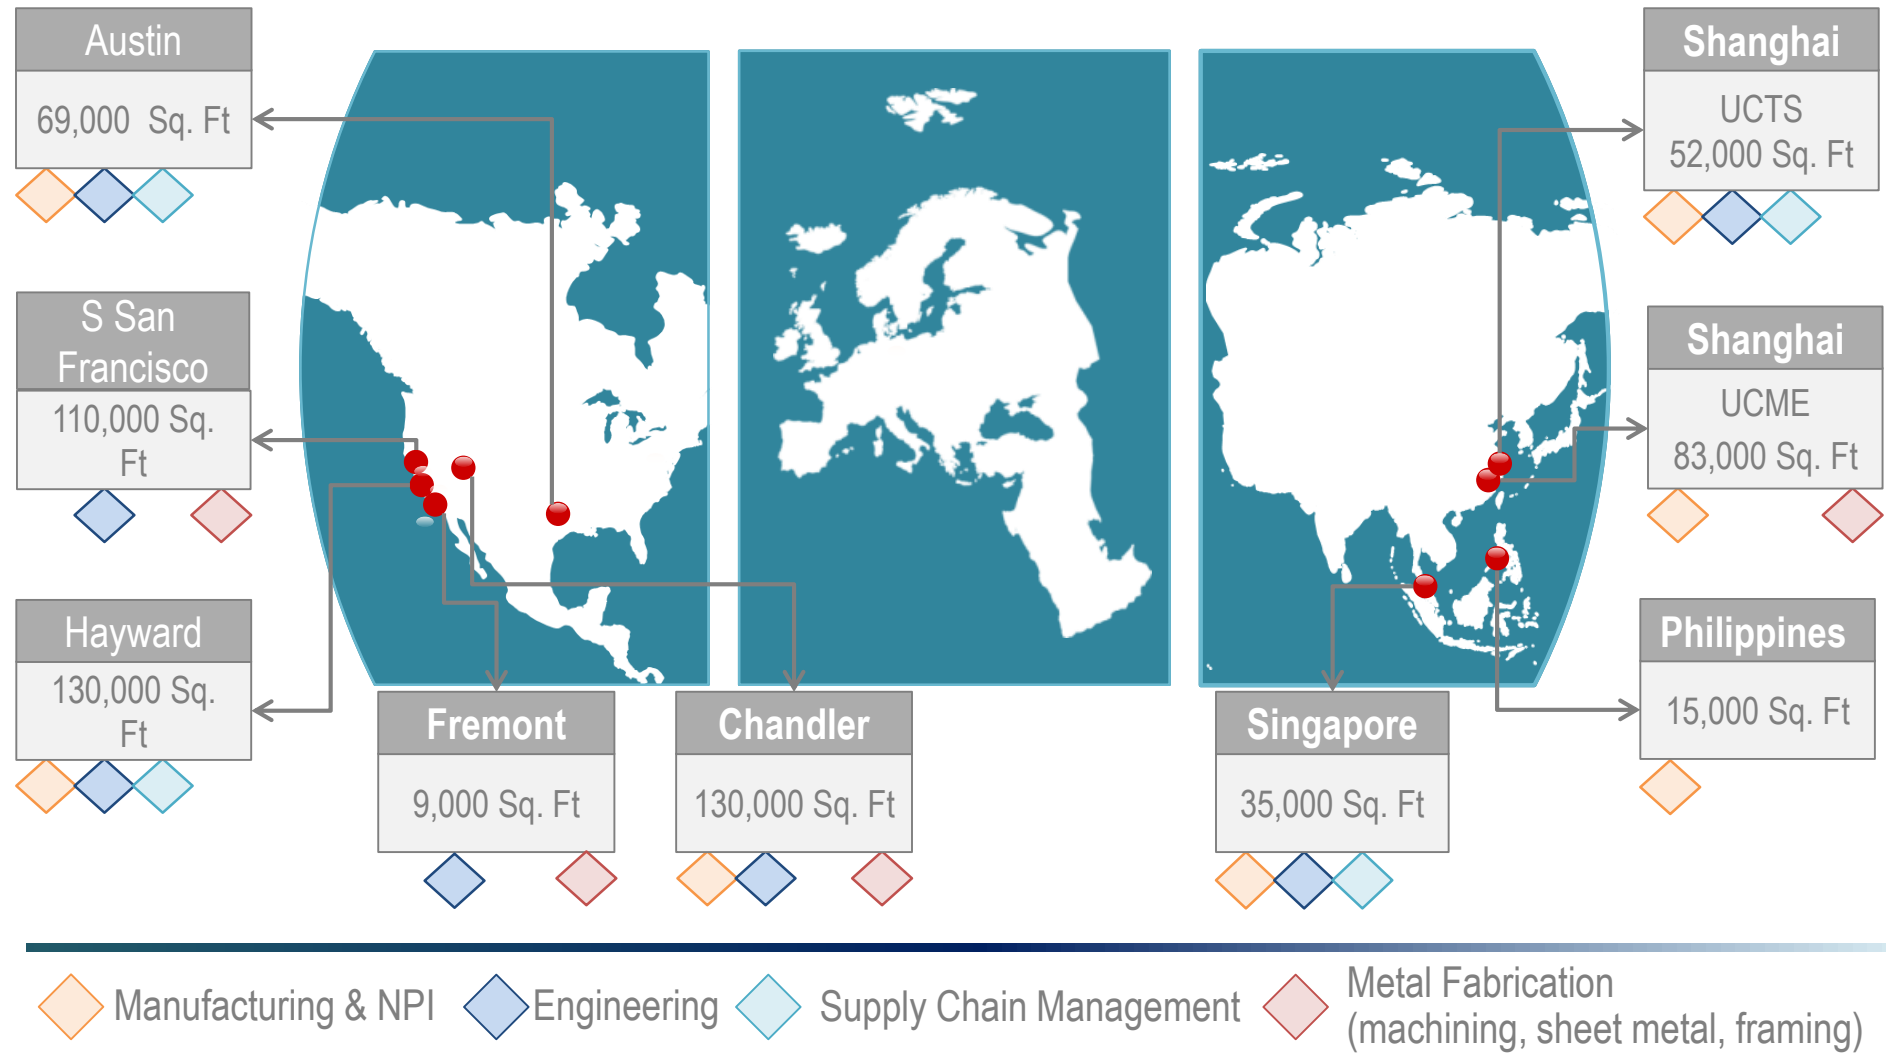 Austin
69,000 Sq. Ft
S San
Francisco
110,000 Sq.
Ft
Hayward
130,000 Sq.
Ft
Fremont
9,000 Sq. Ft
Chandler
130,000 Sq. Ft
Singapore
35,000 Sq. Ft
Shanghai
UCTS
52,000 Sq. Ft
Shanghai
UCME
83,000 Sq. Ft
Philippines
15,000 Sq. Ft
Manufacturing & NPI
Engineering
Supply Chain Management
Metal Fabrication
(machining, sheet metal, framing)